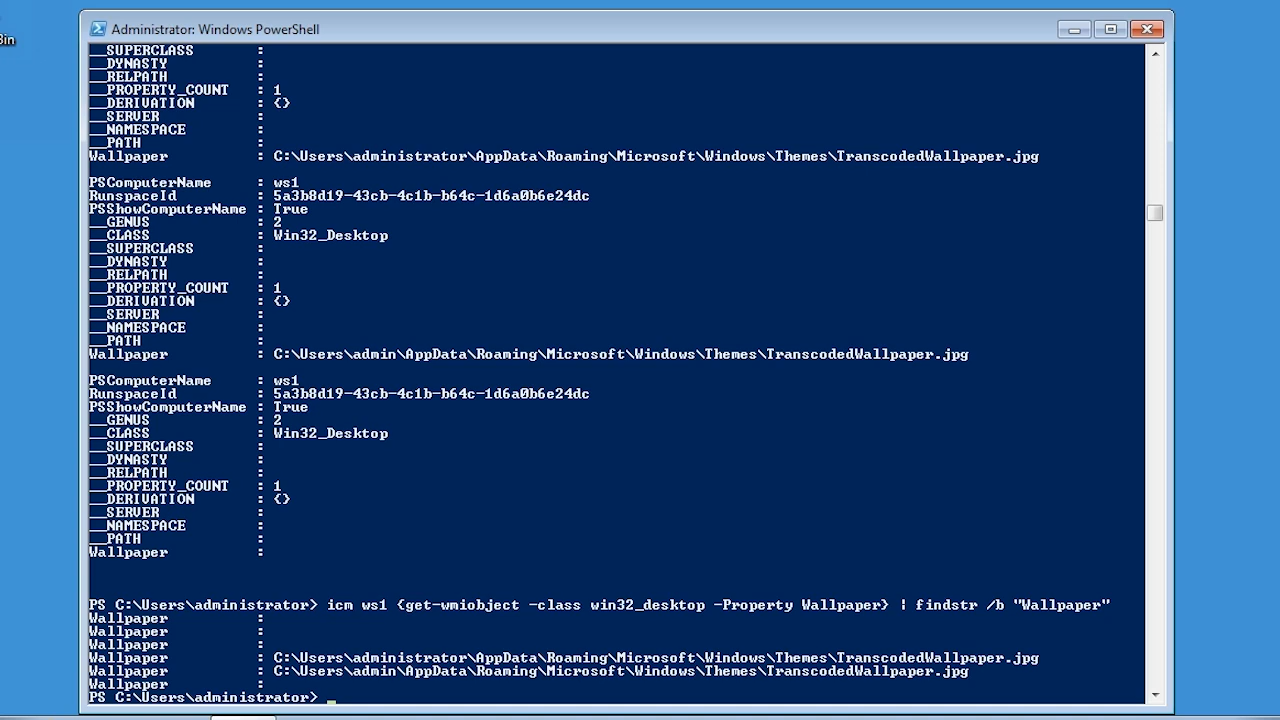 Bin
Administrator: Windows PowerShell
__SUPERCLASS        :
__DYNASTY           :
__RELPATH           :
__PROPERTY_COUNT    : 1
__DERIVATION        : {}
__SERVER            :
__NAMESPACE         :
__PATH              :
Wallpaper           : C:\Users\administrator\AppData\Roaming\Microsoft\Windows\Themes\TranscodedWallpaper.jpg
PSComputerName      : ws1
RunspaceId          : 5a3b8d19-43cb-4c1b-b64c-1d6a0b6e24dc
PSShowComputerName  : True
__GENUS             : 2
__CLASS             : Win32_Desktop
__SUPERCLASS        :
__DYNASTY           :
__RELPATH           :
__PROPERTY_COUNT    : 1
__DERIVATION        : {}
__SERVER            :
__NAMESPACE         :
__PATH              :
Wallpaper           : C:\Users\admin\AppData\Roaming\Microsoft\Windows\Themes\TranscodedWallpaper.jpg
PSComputerName      : ws1
RunspaceId          : 5a3b8d19-43cb-4c1b-b64c-1d6a0b6e24dc
PSShowComputerName  : True
__GENUS             : 2
__CLASS             : Win32_Desktop
__SUPERCLASS        :
__DYNASTY           :
__RELPATH           :
__PROPERTY_COUNT    : 1
__DERIVATION        : {}
__SERVER            :
__NAMESPACE         :
__PATH              :
Wallpaper           :
PS C:\Users\administrator> icm ws1 {get-wmiobject -class win32_desktop -Property Wallpaper} | findstr /b "Wallpaper"
Wallpaper           :
Wallpaper           :
Wallpaper           :
Wallpaper           : C:\Users\administrator\AppData\Roaming\Microsoft\Windows\Themes\TranscodedWallpaper.jpg
Wallpaper           : C:\Users\admin\AppData\Roaming\Microsoft\Windows\Themes\TranscodedWallpaper.jpg
Wallpaper           :
PS C:\Users\administrator> _